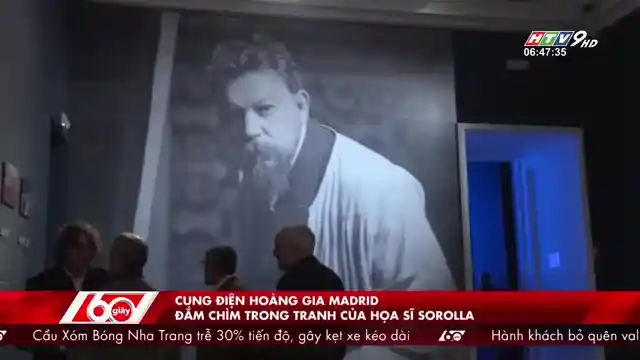 HTV9HD
06:47:35
60 giây
CUNG ĐIỆN HOÀNG GIA MADRID
ĐẮM CHÌM TRONG TRANH CỦA HỌA SĨ SOROLLA
Cầu Xóm Bóng Nha Trang trễ 30% tiến độ, gây kẹt xe kéo dài
Hành khách bỏ quên val